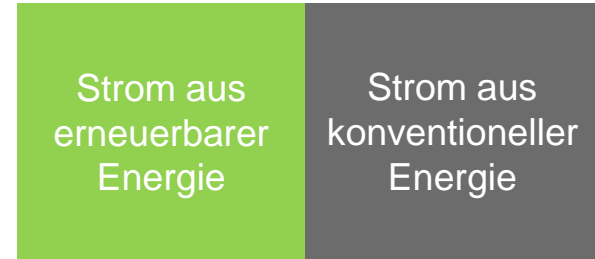 Strom aus
erneuerbarer
Energie
Strom aus
konventioneller
Energie